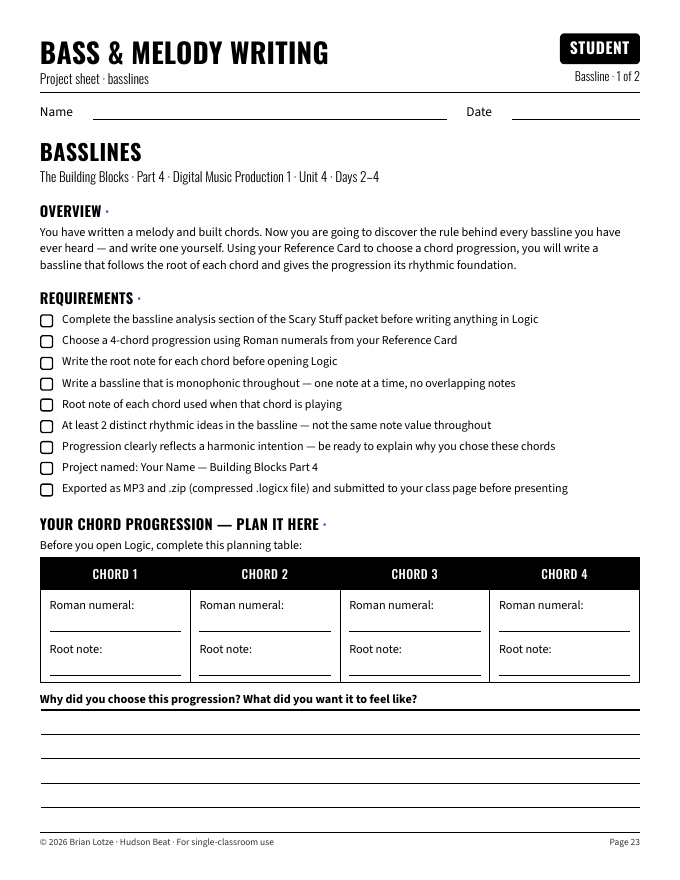 BASS & MELODY WRITING
STUDENT
Project sheet · basslines
Bassline · 1 of 2
Name
Date
BASSLINES
The Building Blocks · Part 4 · Digital Music Production 1 · Unit 4 · Days 2–4
OVERVIEW ·
You have written a melody and built chords. Now you are going to discover the rule behind every bassline you have
ever heard — and write one yourself. Using your Reference Card to choose a chord progression, you will write a
bassline that follows the root of each chord and gives the progression its rhythmic foundation.
REQUIREMENTS ·
Complete the bassline analysis section of the Scary Stuff packet before writing anything in Logic
Choose a 4-chord progression using Roman numerals from your Reference Card
Write the root note for each chord before opening Logic
Write a bassline that is monophonic throughout — one note at a time, no overlapping notes
Root note of each chord used when that chord is playing
At least 2 distinct rhythmic ideas in the bassline — not the same note value throughout
Progression clearly reflects a harmonic intention — be ready to explain why you chose these chords
Project named: Your Name — Building Blocks Part 4
Exported as MP3 and .zip (compressed .logicx file) and submitted to your class page before presenting
YOUR CHORD PROGRESSION — PLAN IT HERE ·
Before you open Logic, complete this planning table:
CHORD 1 CHORD 2 CHORD 3 CHORD 4
Roman numeral: Roman numeral: Roman numeral: Roman numeral:
Root note: Root note: Root note: Root note:
Why did you choose this progression? What did you want it to feel like?
© 2026 Brian Lotze · Hudson Beat · For single-classroom use
Page 23